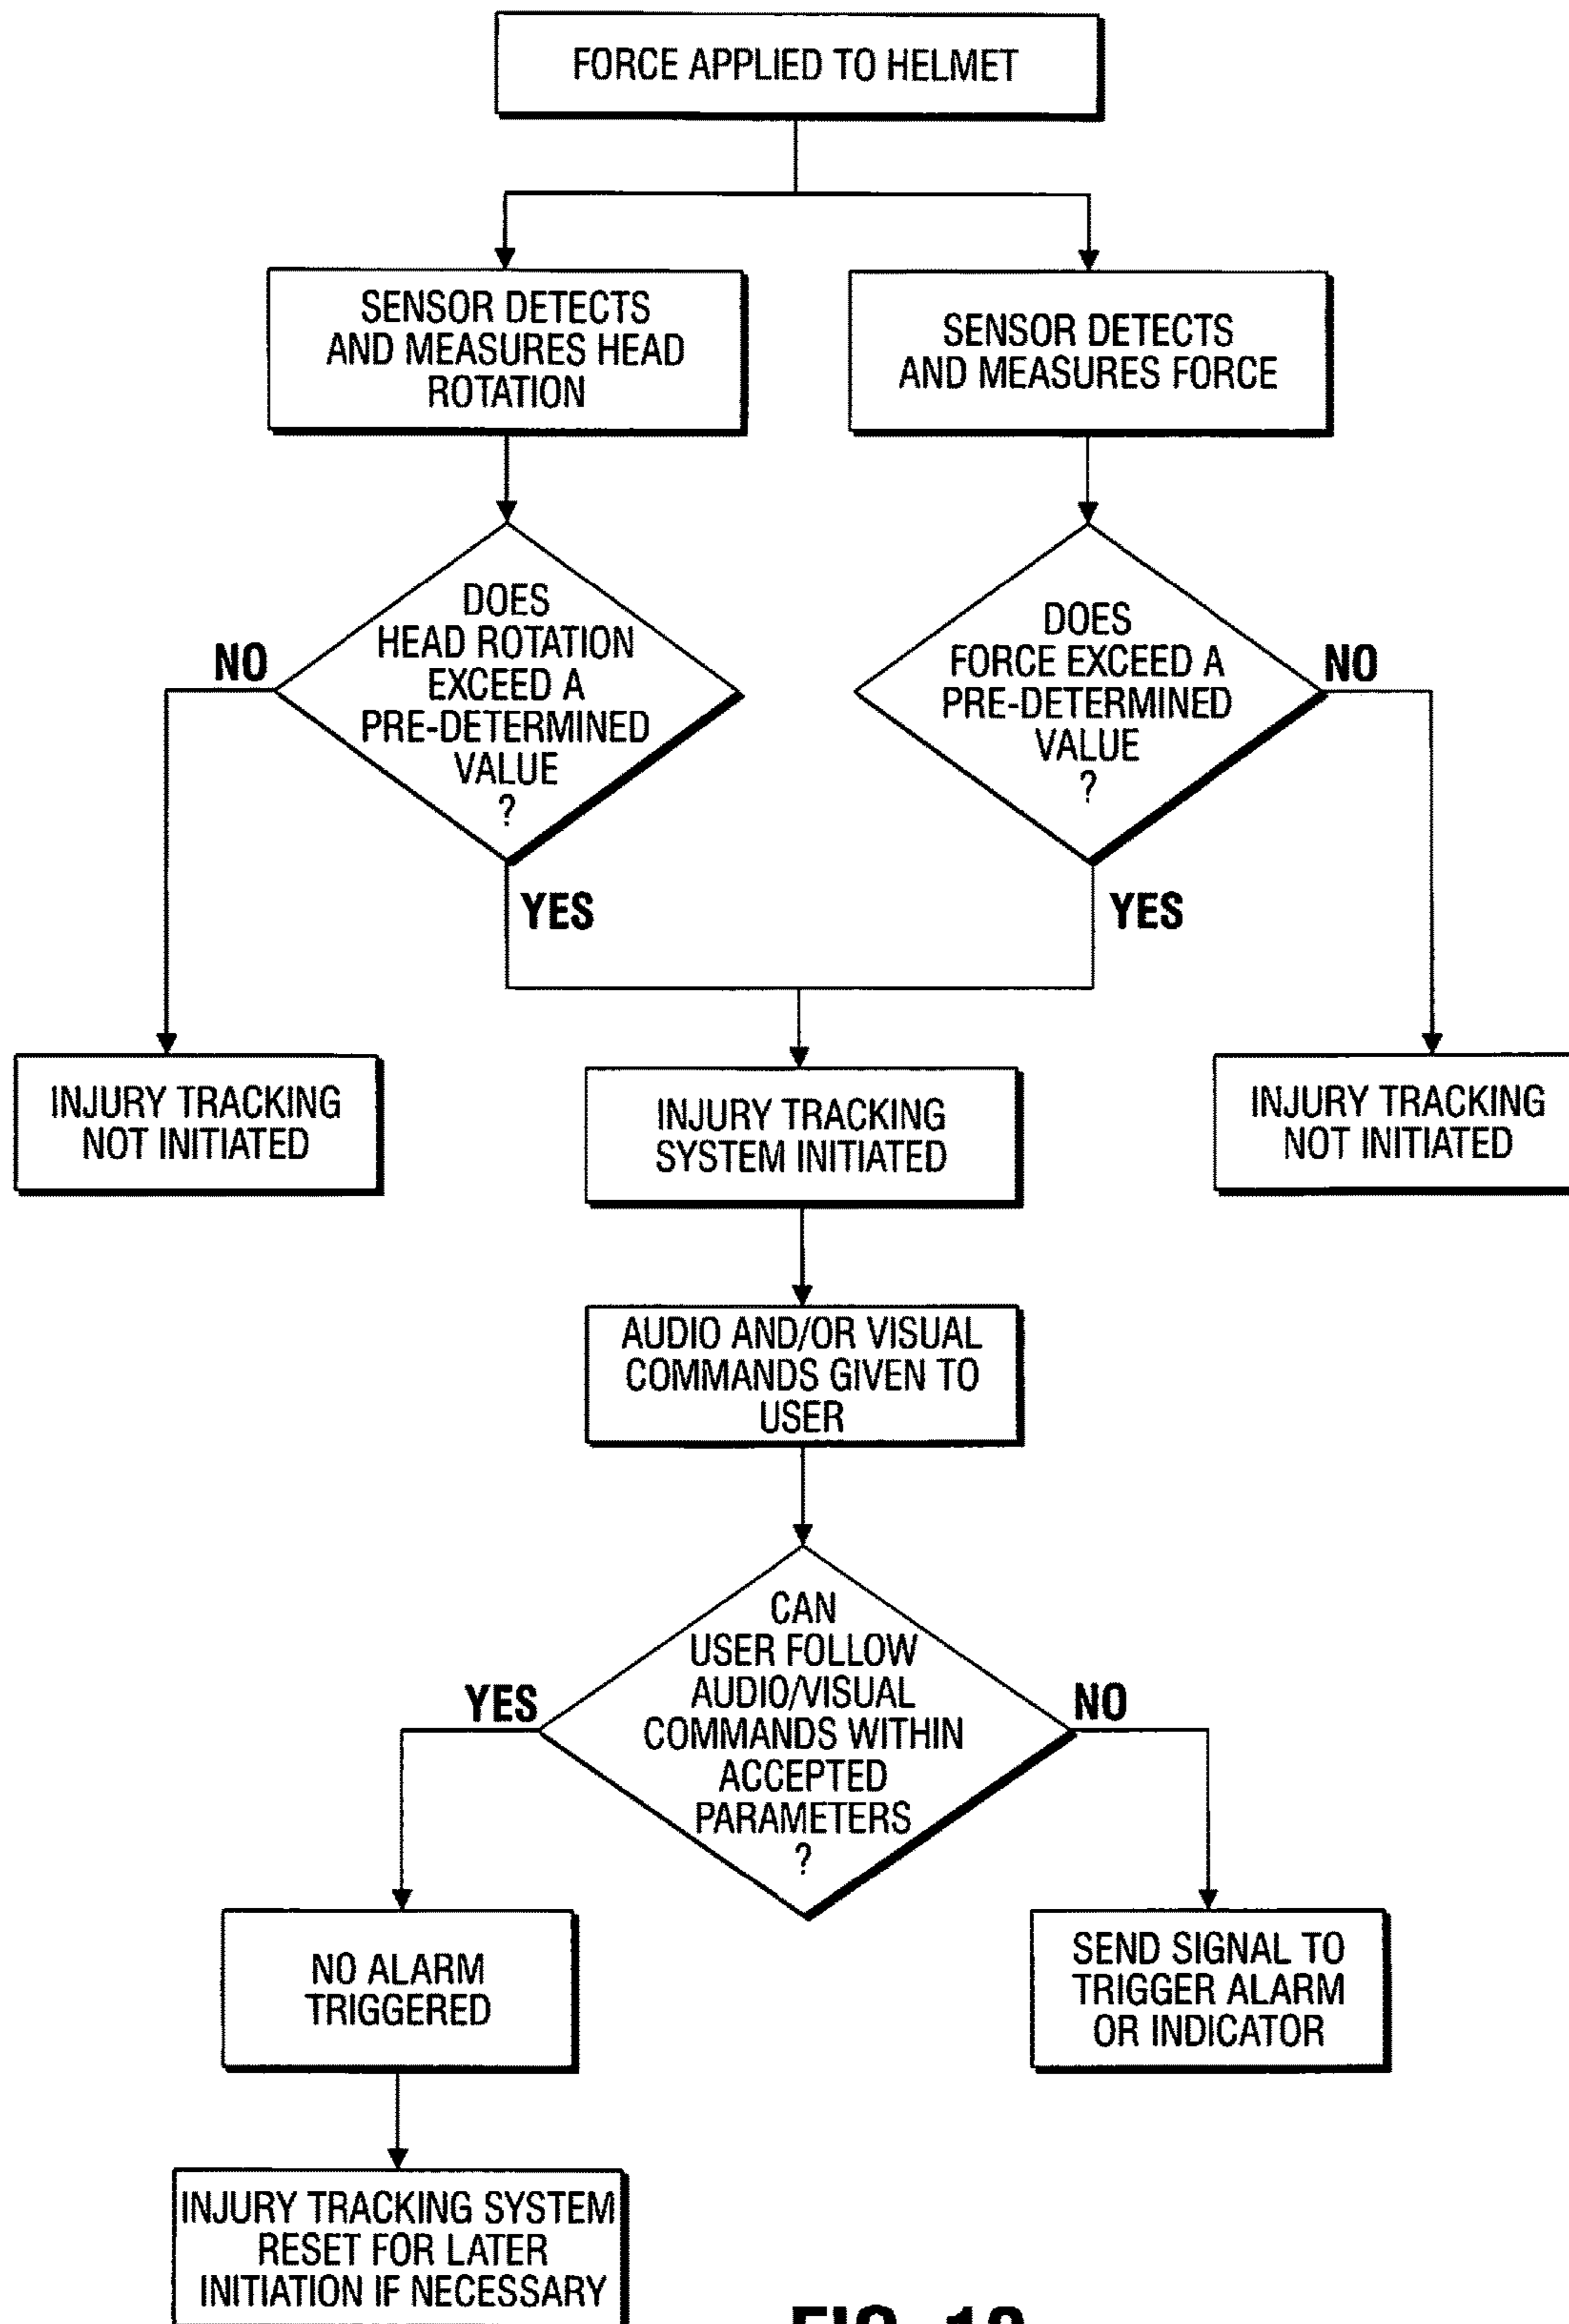 FORCE APPLIED TO HELMET
SENSOR DETECTS
AND MEASURES HEAD
ROTATION
SENSOR DETECTS
AND MEASURES FORCE
DOES
HEAD ROTATION
EXCEED A
PRE-DETERMINED
VALUE
?
NO
YES
DOES
FORCE EXCEED A
PRE-DETERMINED
VALUE
?
NO
YES
INJURY TRACKING
NOT INITIATED
INJURY TRACKING
SYSTEM INITIATED
INJURY TRACKING
NOT INITIATED
AUDIO AND/OR VISUAL
COMMANDS GIVEN TO
USER
CAN
USER FOLLOW
AUDIO/VISUAL
COMMANDS WITHIN
ACCEPTED
PARAMETERS
?
YES
NO
NO ALARM
TRIGGERED
SEND SIGNAL TO
TRIGGER ALARM
OR INDICATOR
INJURY TRACKING SYSTEM
RESET FOR LATER
INITIATION IF NECESSARY